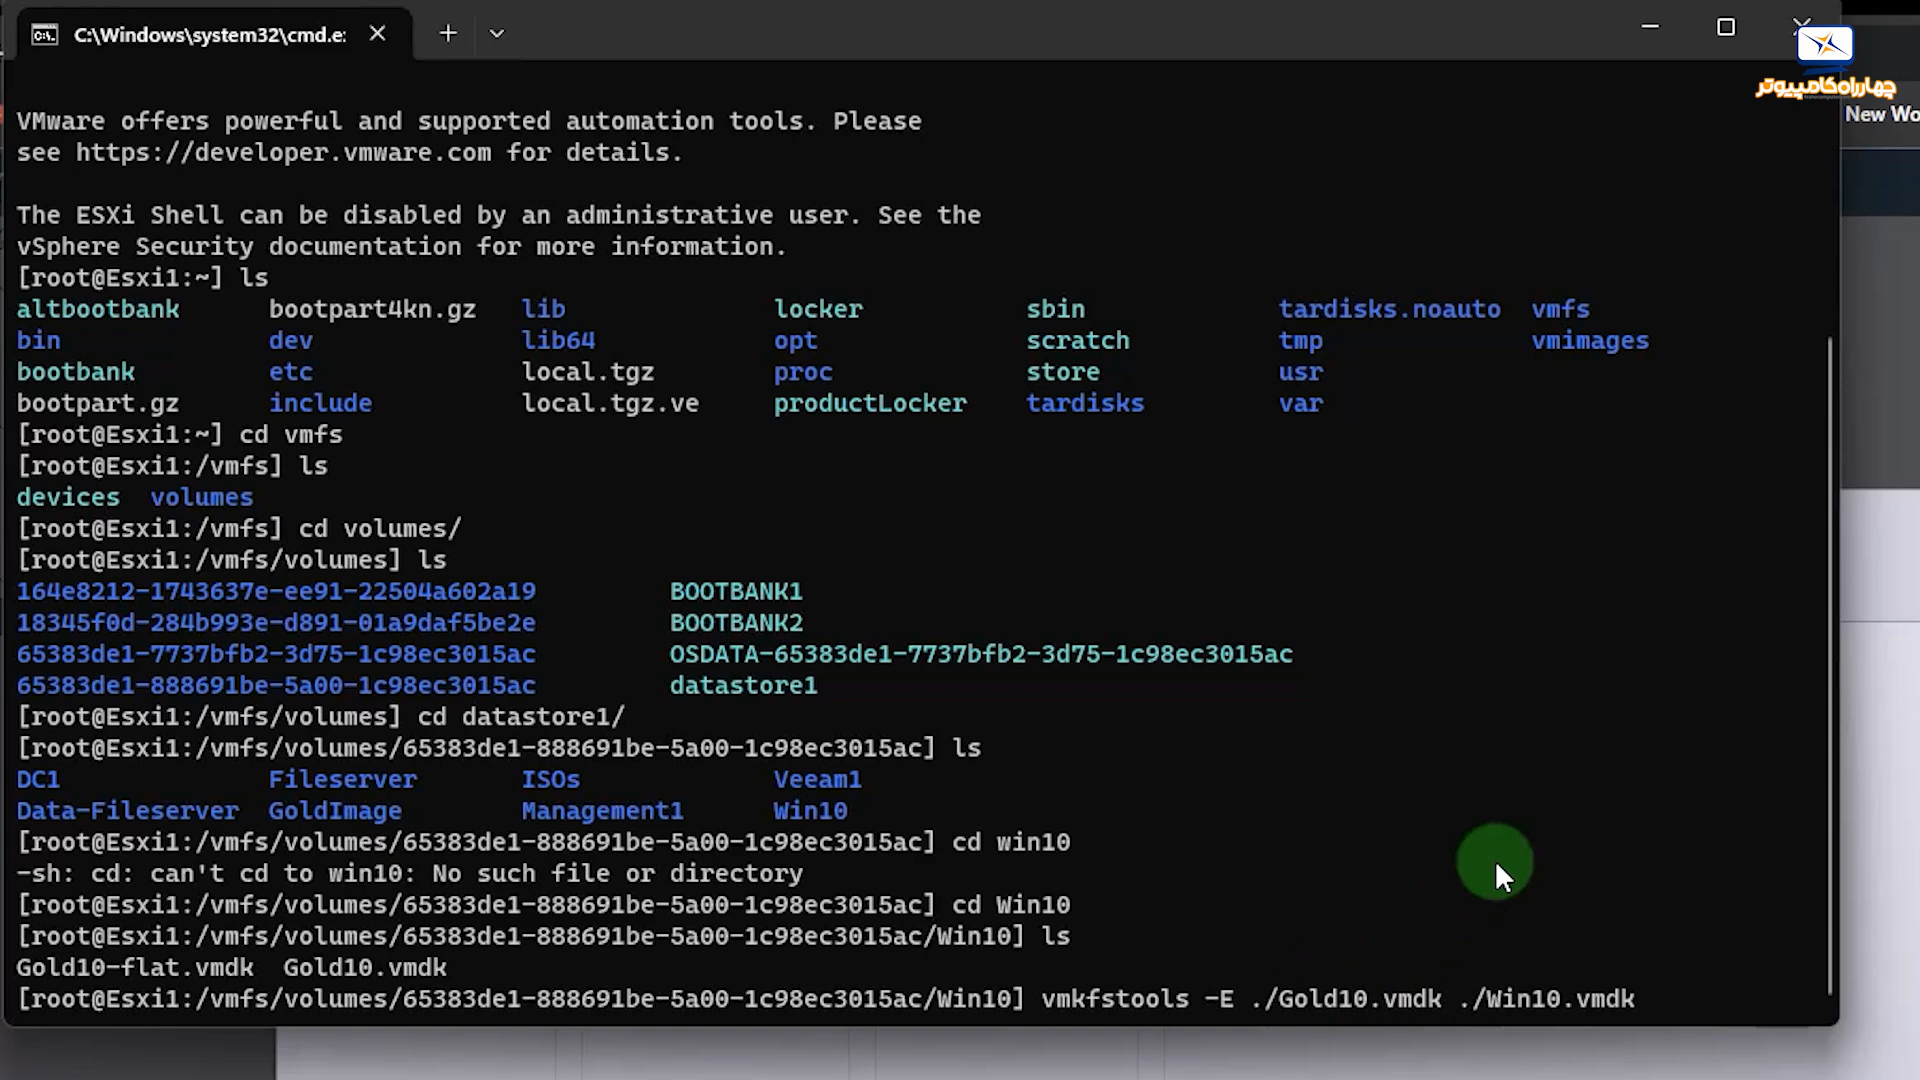 C:\Windows\system32\cmd.e:
چهارراه کامپیوتر
New Wo
VMware offers powerful and supported automation tools. Please
see https://developer.vmware.com for details.
The ESXi Shell can be disabled by an administrative user. See the
vSphere Security documentation for more information.
[root@Esxi1:~] ls
altbootbank bootpart4kn.gz lib locker sbin tardisks.noauto vmfs
bin dev lib64 opt scratch tmp vmimages
bootbank etc local.tgz proc store usr
bootpart.gz include local.tgz.ve productLocker tardisks var
[root@Esxi1:~] cd vmfs
[root@Esxi1:/vmfs] ls
devices volumes
[root@Esxi1:/vmfs] cd volumes/
[root@Esxi1:/vmfs/volumes] ls
164e8212-1743637e-ee91-22504a602a19 BOOTBANK1
18345f0d-284b993e-d891-01a9daf5be2e BOOTBANK2
65383de1-7737bfb2-3d75-1c98ec3015ac OSDATA-65383de1-7737bfb2-3d75-1c98ec3015ac
65383de1-888691be-5a00-1c98ec3015ac datastore1
[root@Esxi1:/vmfs/volumes] cd datastore1/
[root@Esxi1:/vmfs/volumes/65383de1-888691be-5a00-1c98ec3015ac] ls
DC1 Fileserver ISOs Veeam1
Data-Fileserver GoldImage Management1 Win10
[root@Esxi1:/vmfs/volumes/65383de1-888691be-5a00-1c98ec3015ac] cd win10
-sh: cd: can't cd to win10: No such file or directory
[root@Esxi1:/vmfs/volumes/65383de1-888691be-5a00-1c98ec3015ac] cd Win10
[root@Esxi1:/vmfs/volumes/65383de1-888691be-5a00-1c98ec3015ac/Win10] ls
Gold10-flat.vmdk Gold10.vmdk
[root@Esxi1:/vmfs/volumes/65383de1-888691be-5a00-1c98ec3015ac/Win10] vmkfstools -E ./Gold10.vmdk ./Win10.vmdk